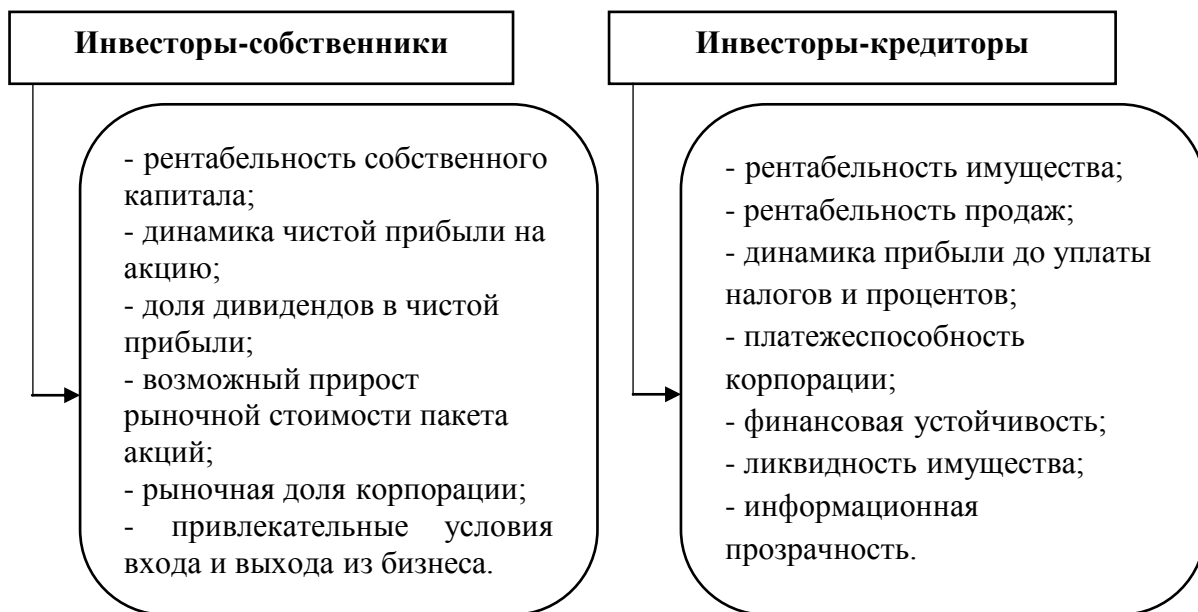 Инвесторы-собственники
- рентабельность собственного
капитала;
- динамика чистой прибыли на
акцию;
- доля дивидендов в чистой
прибыли;
- возможный прирост
рыночной стоимости пакета
акций;
- рыночная доля корпорации;
- привлекательные условия
входа и выхода из бизнеса.
Инвесторы-кредиторы
- рентабельность имущества;
- рентабельность продаж;
- динамика прибыли до уплаты
налогов и процентов;
- платежеспособность
корпорации;
- финансовая устойчивость;
- ликвидность имущества;
- информационная
прозрачность.